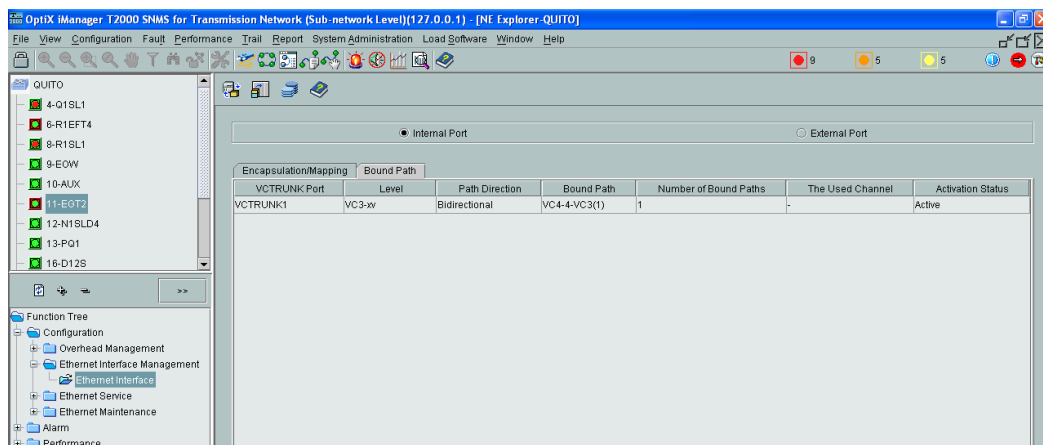 OptiX iManager T2000 SNMS for Transmission Network (Sub-network Level)(127.0.0.1) - [NE Explorer-QUITO]
File View Configuration Fault Performance Trail Report System Administration Load Software Window Help
9 5 5
QUITO
4-Q1SL1
6-R1EFT4
8-R1SL1
9-EOW
10-AUX
11-EGT2
12-N1SLD4
13-PQ1
16-D12S
>>
Function Tree
Configuration
Overhead Management
Ethernet Interface Management
Ethernet Interface
Ethernet Service
Ethernet Maintenance
Alarm
Performance
Internal Port External Port
Encapsulation/Mapping Bound Path
VCTRUNK Port Level Path Direction Bound Path Number of Bound Paths The Used Channel Activation Status
VCTRUNK1 VC3-xv Bidirectional VC4-4-VC3(1) 1 - Active